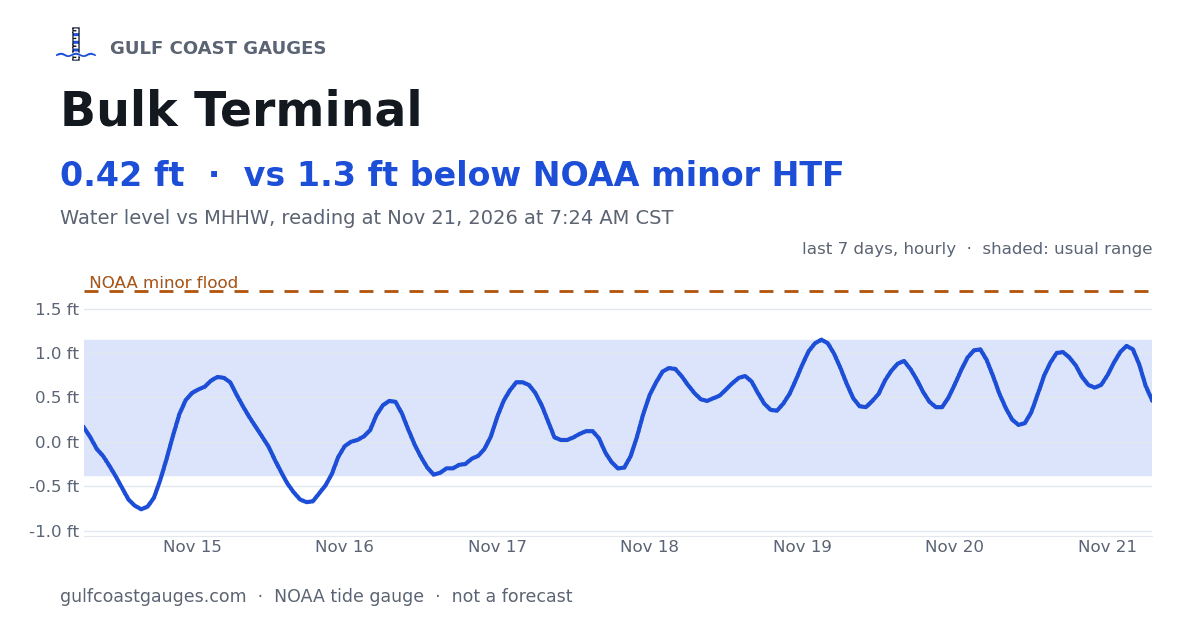 GULF COAST GAUGES
Bulk Terminal
0.42 ft · vs 1.3 ft below NOAA minor HTF
Water level vs MHHW, reading at Nov 21, 2026 at 7:24 AM CST
last 7 days, hourly · shaded: usual range
NOAA minor flood
1.5 ft
1.0 ft
0.5 ft
0.0 ft
-0.5 ft
-1.0 ft
Nov 15 Nov 16 Nov 17 Nov 18 Nov 19 Nov 20 Nov 21
gulfcoastgauges.com · NOAA tide gauge · not a forecast